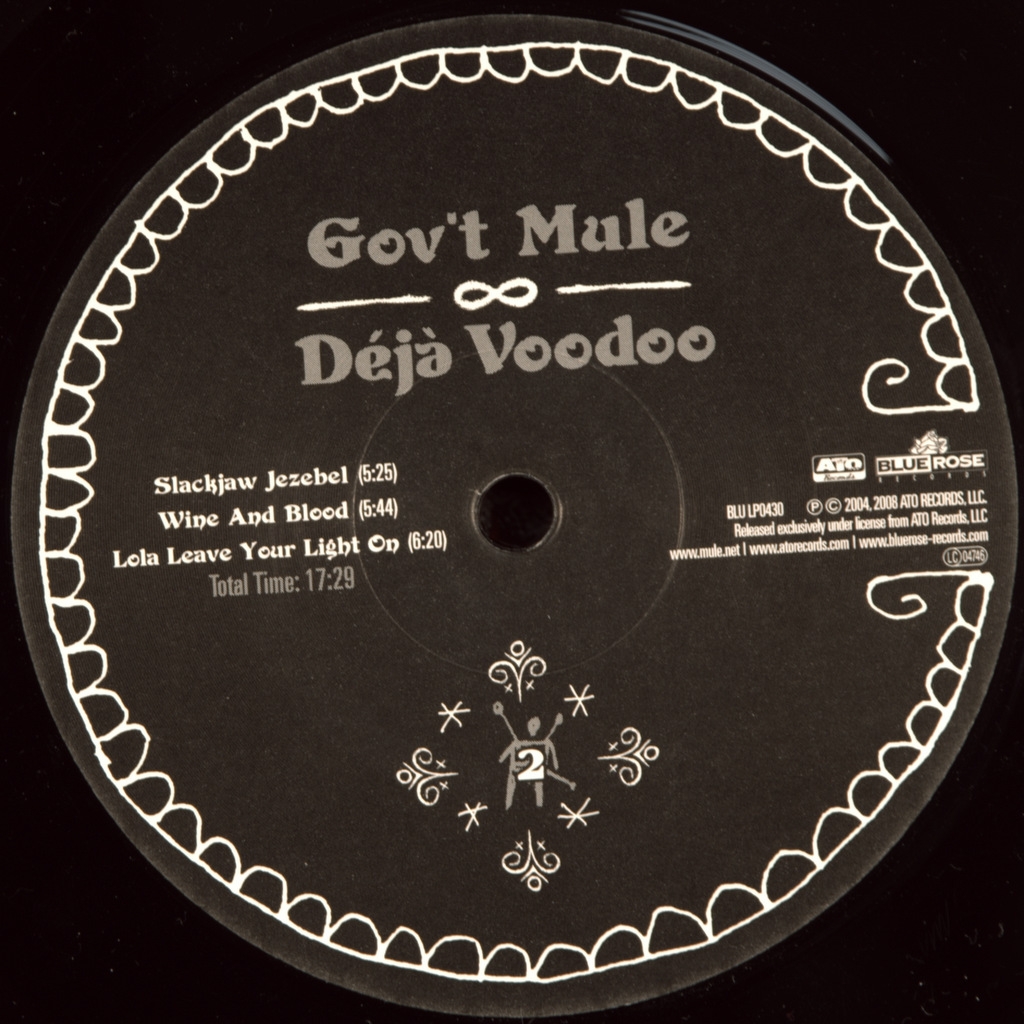 Gov't Mule
Déjà Voodoo
Slackjaw Jezebel (5:25)
Wine And Blood (5:44)
Lola Leave Your Light On (6:20)
Total Time: 17:29
ATO
Records
BLUE ROSE
RECORDS
BLU LP0430 Ⓟ © 2004, 2008 ATO RECORDS, LLC.
Released exclusively under license from ATO Records, LLC
www.mule.net | www.atorecords.com | www.bluerose-records.com
LC 04746
2